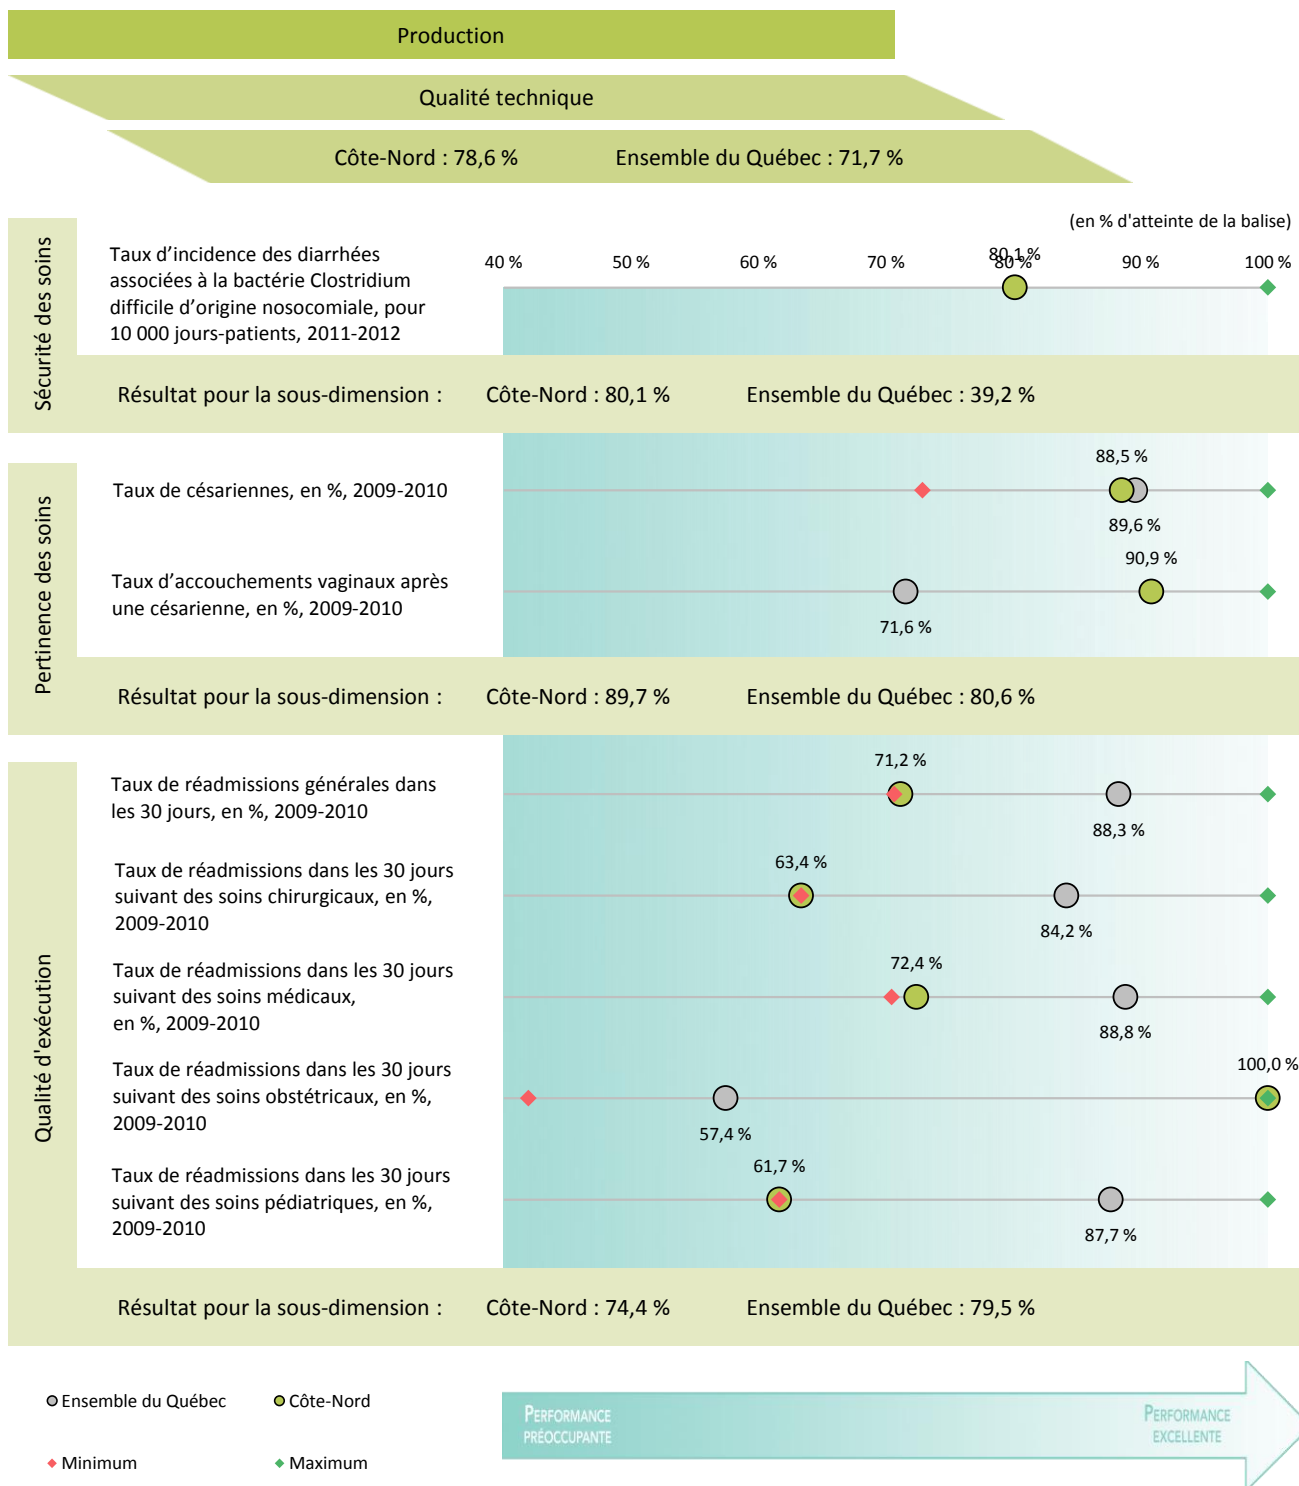 Production
Qualité technique
Côte-Nord : 78,6 % Ensemble du Québec : 71,7 %
(en % d'atteinte de la balise)
Sécurité des soins
Taux d’incidence des diarrhées
associées à la bactérie Clostridium
difficile d’origine nosocomiale, pour
10 000 jours-patients, 2011-2012
40 % 50 % 60 % 70 % 80 % 90 % 100 %
80,1 %
Résultat pour la sous-dimension : Côte-Nord : 80,1 % Ensemble du Québec : 39,2 %
Pertinence des soins
Taux de césariennes, en %, 2009-2010
88,5 %
89,6 %
Taux d’accouchements vaginaux après
une césarienne, en %, 2009-2010
90,9 %
71,6 %
Résultat pour la sous-dimension : Côte-Nord : 89,7 % Ensemble du Québec : 80,6 %
Qualité d'exécution
Taux de réadmissions générales dans
les 30 jours, en %, 2009-2010
71,2 %
88,3 %
Taux de réadmissions dans les 30 jours
suivant des soins chirurgicaux, en %,
2009-2010
63,4 %
84,2 %
Taux de réadmissions dans les 30 jours
suivant des soins médicaux,
en %, 2009-2010
72,4 %
88,8 %
Taux de réadmissions dans les 30 jours
suivant des soins obstétricaux, en %,
2009-2010
100,0 %
57,4 %
Taux de réadmissions dans les 30 jours
suivant des soins pédiatriques, en %,
2009-2010
61,7 %
87,7 %
Résultat pour la sous-dimension : Côte-Nord : 74,4 % Ensemble du Québec : 79,5 %
Ensemble du Québec Côte-Nord
Minimum Maximum
PERFORMANCE
PRÉOCCUPANTE
PERFORMANCE
EXCELLENTE